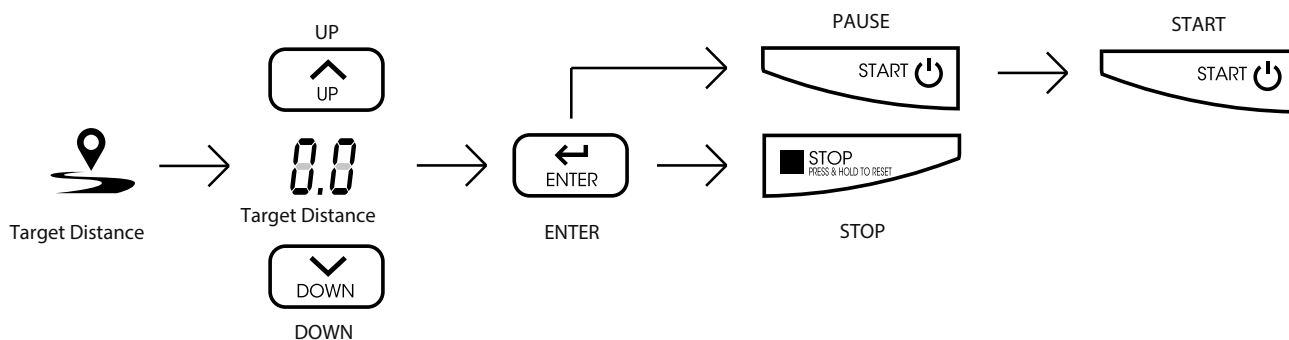 UP
UP
0.0
Target Distance
DOWN
DOWN
Target Distance
ENTER
ENTER
PAUSE
START
STOP
PRESS & HOLD TO RESET
STOP
START
START